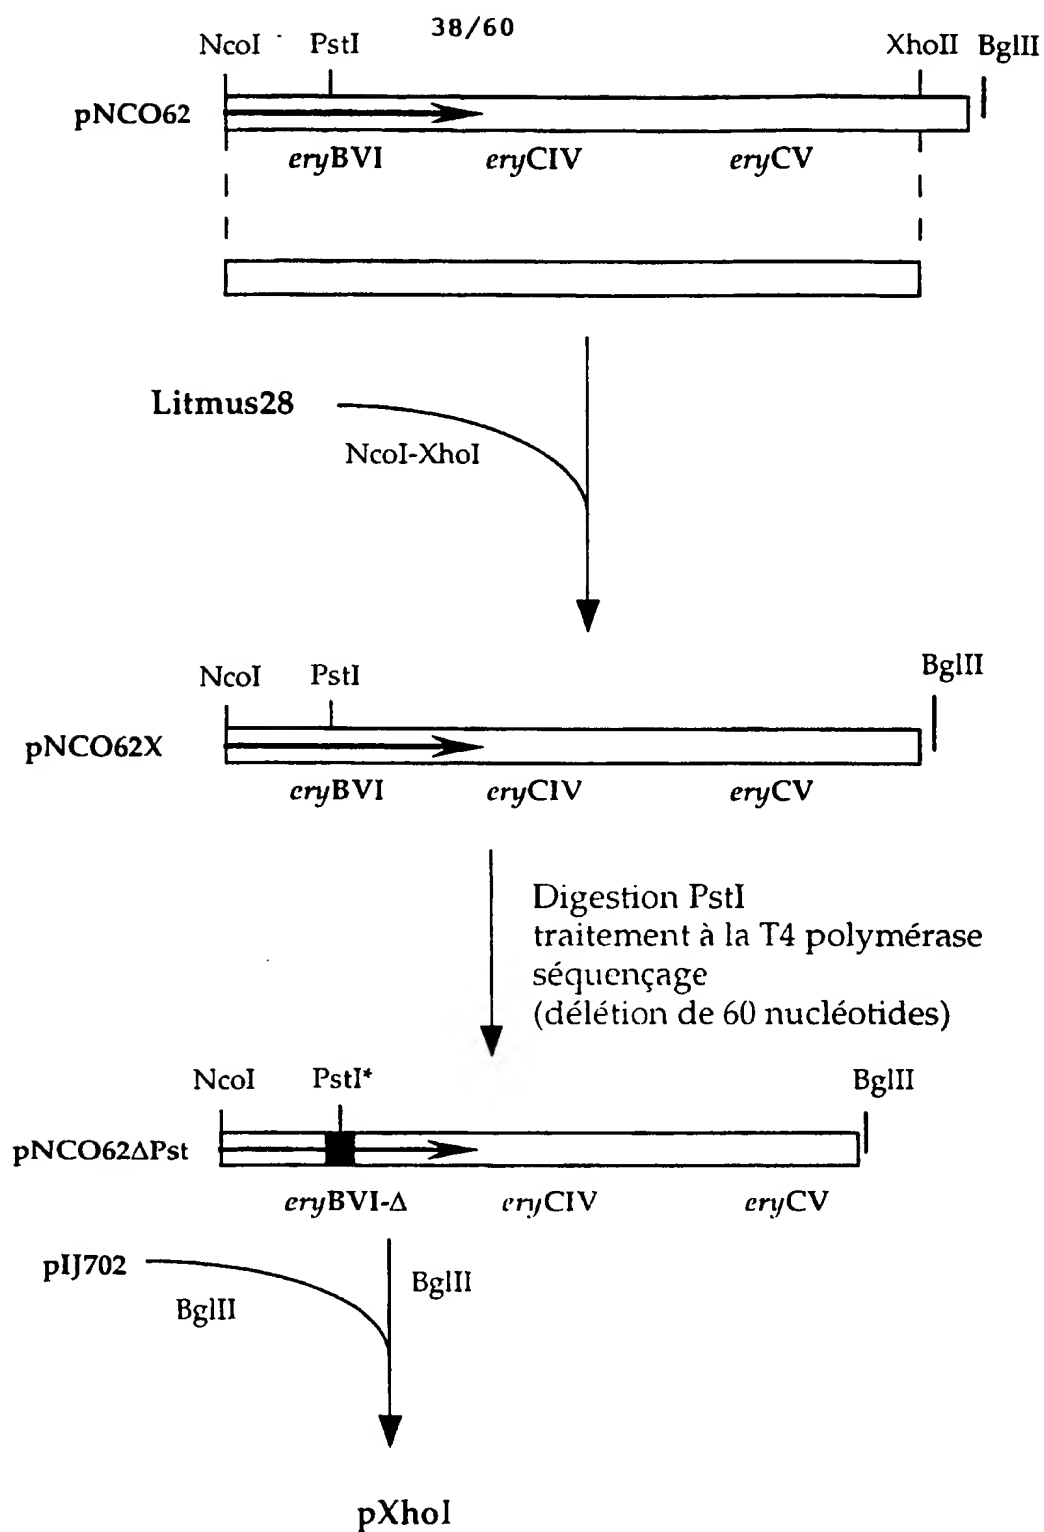 38/60
NcoI PstI XhoII BglII
pNCO62
eryBVI eryCIV eryCV
Litmus28
NcoI-XhoI
NcoI PstI BglII
pNCO62X
eryBVI eryCIV eryCV
Digestion PstI
traitement à la T4 polymérase
séquençage
(délétion de 60 nucléotides)
NcoI PstI* BglII
pNCO62ΔPst
eryBVI-Δ eryCIV eryCV
pIJ702
BglII
BglII
pXhoI